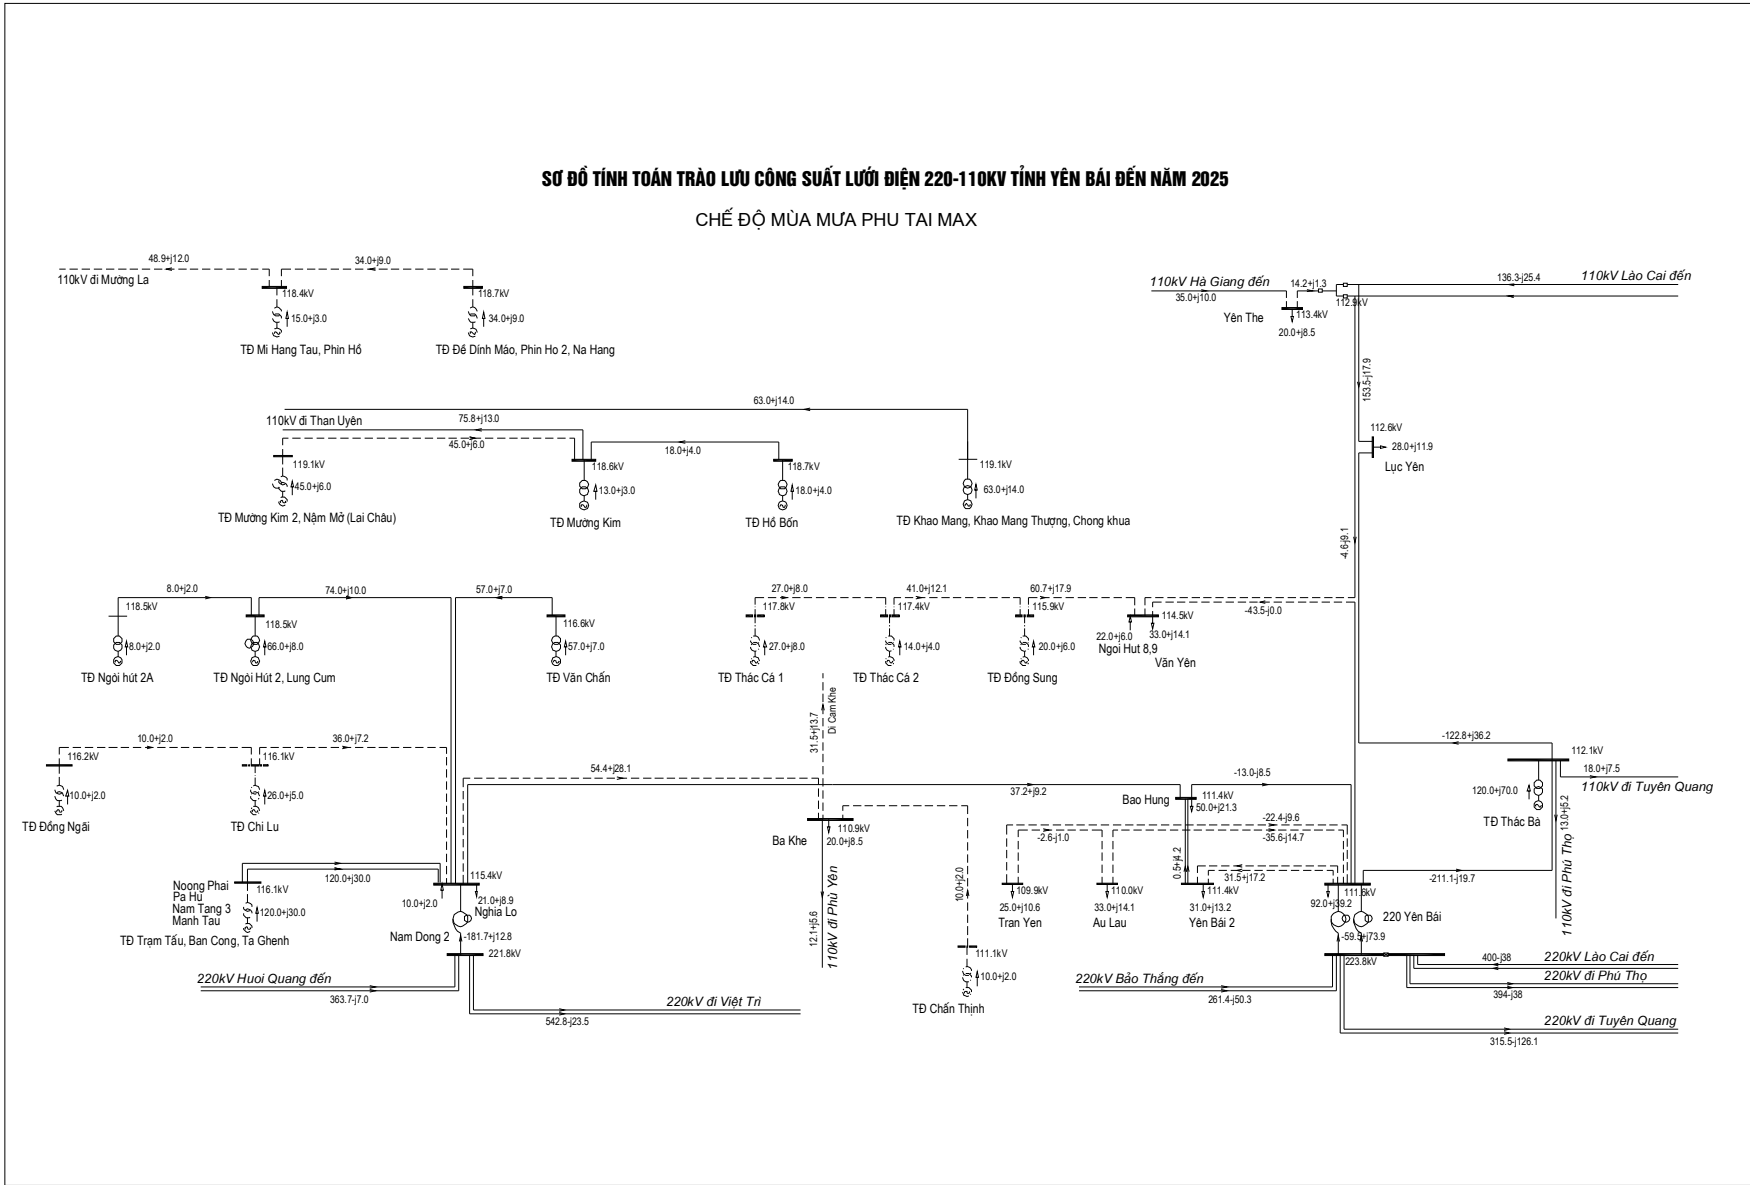 SƠ ĐỒ TÍNH TOÁN TRÀO LƯU CÔNG SUẤT LƯỚI ĐIỆN 220-110KV TỈNH YÊN BÁI ĐẾN NĂM 2025
CHẾ ĐỘ MÙA MƯA PHU TAI MAX
48.9+j12.0
34.0+j9.0
110kV đi Mường La
118.4kV
118.7kV
15.0+j3.0
34.0+j9.0
TĐ Mi Hang Tau, Phin Hồ
TĐ Đề Dính Máo, Phin Ho 2, Na Hang
110kV Hà Giang đến
14.2+j1.3
136.3-j25.4
110kV Lào Cai đến
35.0+j10.0
112.9kV
Yên The
113.4kV
20.0+j8.5
153.5-j17.9
63.0+j14.0
110kV đi Than Uyên
75.8+j13.0
45.0+j6.0
18.0+j4.0
119.1kV
118.6kV
118.7kV
119.1kV
45.0+j6.0
13.0+j3.0
18.0+j4.0
63.0+j14.0
TĐ Mường Kim 2, Nậm Mở (Lai Châu)
TĐ Mường Kim
TĐ Hồ Bốn
TĐ Khao Mang, Khao Mang Thượng, Chong khua
112.6kV
28.0+j11.9
Lục Yên
4.6-j9.1
8.0+j2.0
74.0+j10.0
57.0+j7.0
27.0+j8.0
41.0+j12.1
60.7+j17.9
-43.5-j0.0
118.5kV
118.5kV
116.6kV
117.8kV
117.4kV
115.9kV
114.5kV
8.0+j2.0
66.0+j8.0
57.0+j7.0
27.0+j8.0
14.0+j4.0
20.0+j6.0
22.0+j6.0
33.0+j14.1
Ngoi Hut 8,9
Văn Yên
TĐ Ngòi hút 2A
TĐ Ngòi Hút 2, Lung Cum
TĐ Văn Chấn
TĐ Thác Cá 1
TĐ Thác Cá 2
TĐ Đồng Sung
31.5+j13.7
Di Cam Khe
10.0+j2.0
36.0+j7.2
116.2kV
116.1kV
10.0+j2.0
26.0+j5.0
TĐ Đồng Ngãi
TĐ Chi Lu
54.4+j28.1
37.2+j9.2
-13.0-j8.5
-122.8+j36.2
112.1kV
18.0+j7.5
110kV đi Tuyên Quang
120.0+j70.0
TĐ Thác Bà
13.0+j5.2
110kV đi Phú Thọ
Bao Hung
111.4kV
50.0+j21.3
-22.4-j9.6
-2.6-j1.0
-35.6-j14.7
0.5+j4.2
31.5+j17.2
-211.1-j19.7
110.9kV
Ba Khe
20.0+j8.5
12.1+j5.6
110kV đi Phù Yên
10.0+j2.0
111.1kV
10.0+j2.0
TĐ Chấn Thịnh
109.9kV
25.0+j10.6
Tran Yen
110.0kV
33.0+j14.1
Au Lau
111.4kV
31.0+j13.2
Yên Bái 2
111.6kV
92.0+j39.2
220 Yên Bái
-59.5+j73.9
223.8kV
120.0+j30.0
Noong Phai
Pa Hu
Nam Tang 3
Manh Tau
116.1kV
120.0+j30.0
TĐ Trạm Tấu, Ban Cong, Ta Ghenh
115.4kV
10.0+j2.0
21.0+j8.9
Nghia Lo
Nam Dong 2
-181.7+j12.8
221.8kV
220kV Huoi Quang đến
363.7-j7.0
220kV đi Việt Trì
542.8-j23.5
220kV Bảo Thắng đến
261.4-j50.3
400-j38
220kV Lào Cai đến
220kV đi Phú Thọ
394-j38
220kV đi Tuyên Quang
315.5-j126.1